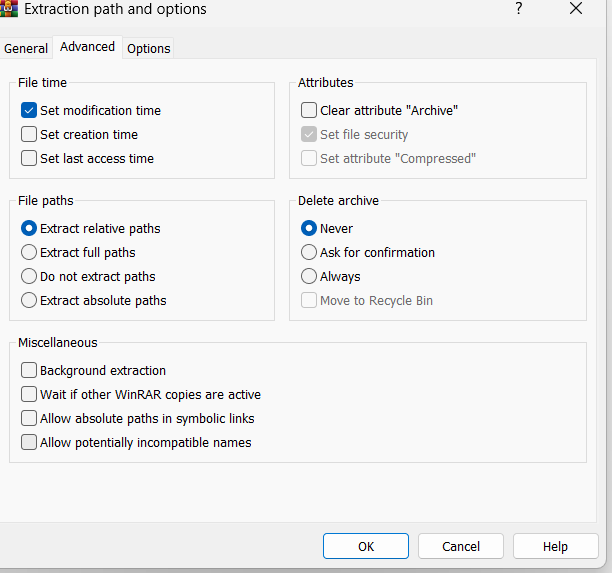 Extraction path and options
General
Advanced
Options
File time
Set modification time
Set creation time
Set last access time
Attributes
Clear attribute "Archive"
Set file security
Set attribute "Compressed"
File paths
Extract relative paths
Extract full paths
Do not extract paths
Extract absolute paths
Delete archive
Never
Ask for confirmation
Always
Move to Recycle Bin
Miscellaneous
Background extraction
Wait if other WinRAR copies are active
Allow absolute paths in symbolic links
Allow potentially incompatible names
OK
Cancel
Help